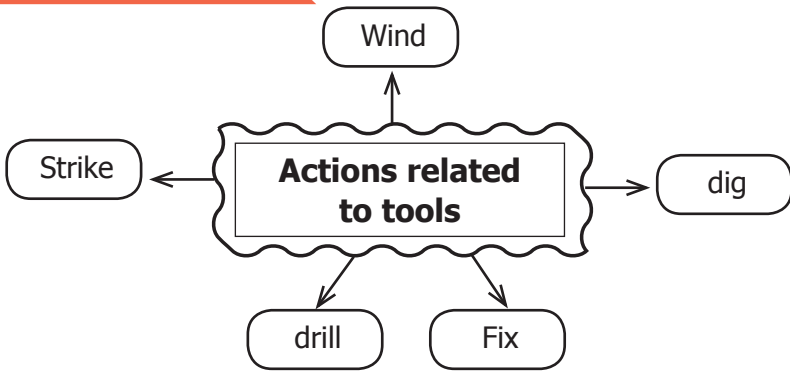 Wind
Strike
Actions related
to tools
dig
drill
Fix